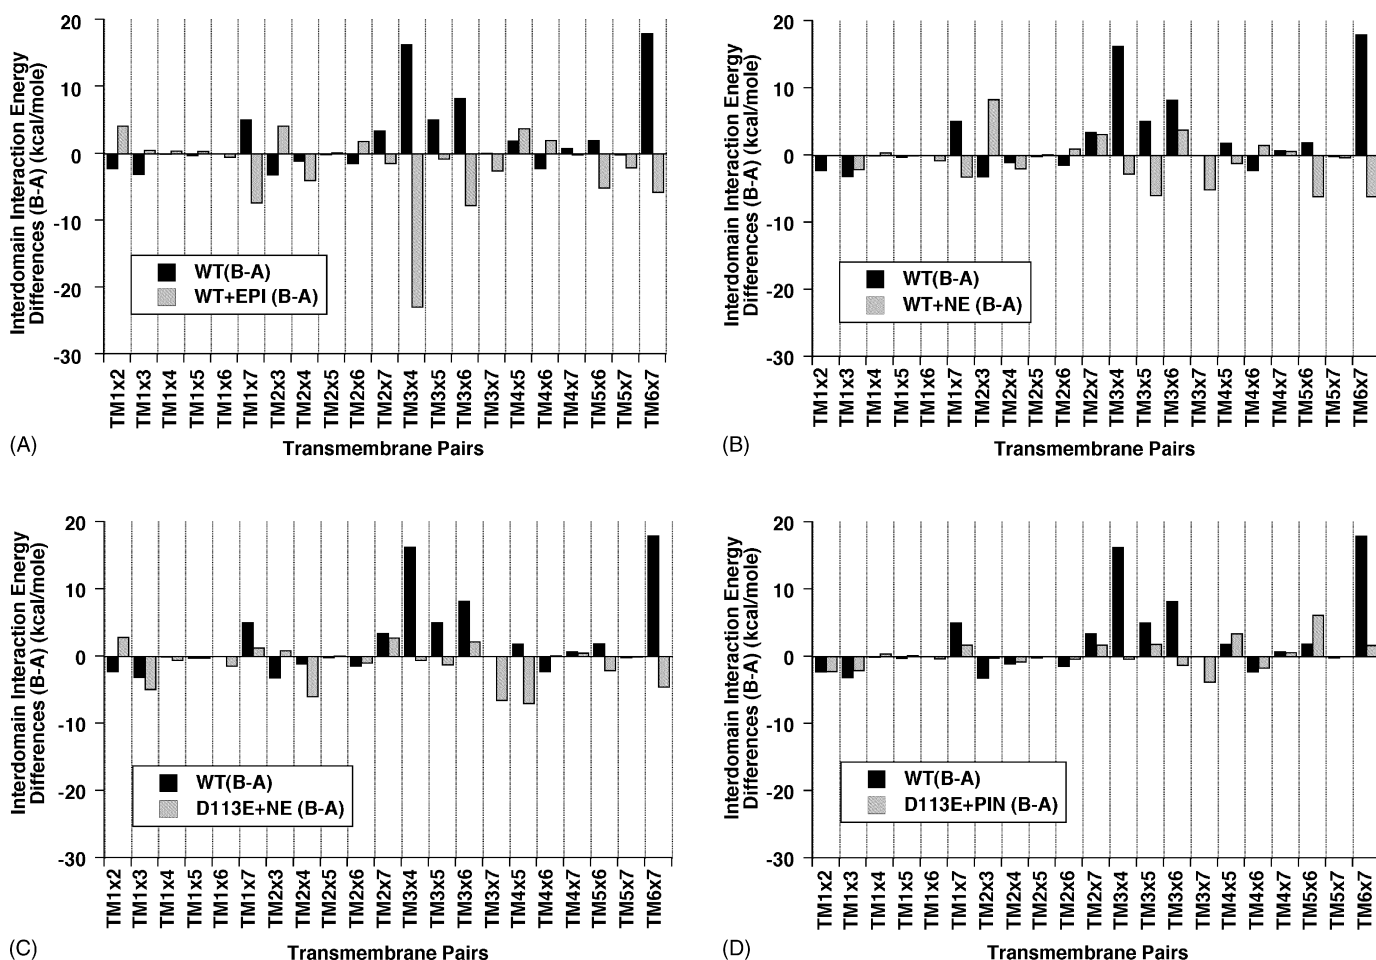 Interdomain Interaction Energy
Differences (B-A) (kcal/mole)
20
10
0
-10
-20
-30
WT(B-A)
WT+EPI (B-A)
TM1x2
TM1x3
TM1x4
TM1x5
TM1x6
TM1x7
TM2x3
TM2x4
TM2x5
TM2x6
TM2x7
TM3x4
TM3x5
TM3x6
TM3x7
TM4x5
TM4x6
TM4x7
TM5x6
TM5x7
TM6x7
(A)
Transmembrane Pairs
Interdomain Interaction Energy
Differences (B-A) (kcal/mole)
20
10
0
-10
-20
-30
WT(B-A)
WT+NE (B-A)
TM1x2
TM1x3
TM1x4
TM1x5
TM1x6
TM1x7
TM2x3
TM2x4
TM2x5
TM2x6
TM2x7
TM3x4
TM3x5
TM3x6
TM3x7
TM4x5
TM4x6
TM4x7
TM5x6
TM5x7
TM6x7
(B)
Transmembrane Pairs
Interdomain Interaction Energy
Differences (B-A) (kcal/mole)
20
10
0
-10
-20
-30
WT(B-A)
D113E+NE (B-A)
TM1x2
TM1x3
TM1x4
TM1x5
TM1x6
TM1x7
TM2x3
TM2x4
TM2x5
TM2x6
TM2x7
TM3x4
TM3x5
TM3x6
TM3x7
TM4x5
TM4x6
TM4x7
TM5x6
TM5x7
TM6x7
(C)
Transmembrane Pairs
Interdomain Interaction Energy
Differences (B-A) (kcal/mole)
20
10
0
-10
-20
-30
WT(B-A)
D113E+PIN (B-A)
TM1x2
TM1x3
TM1x4
TM1x5
TM1x6
TM1x7
TM2x3
TM2x4
TM2x5
TM2x6
TM2x7
TM3x4
TM3x5
TM3x6
TM3x7
TM4x5
TM4x6
TM4x7
TM5x6
TM5x7
TM6x7
(D)
Transmembrane Pairs